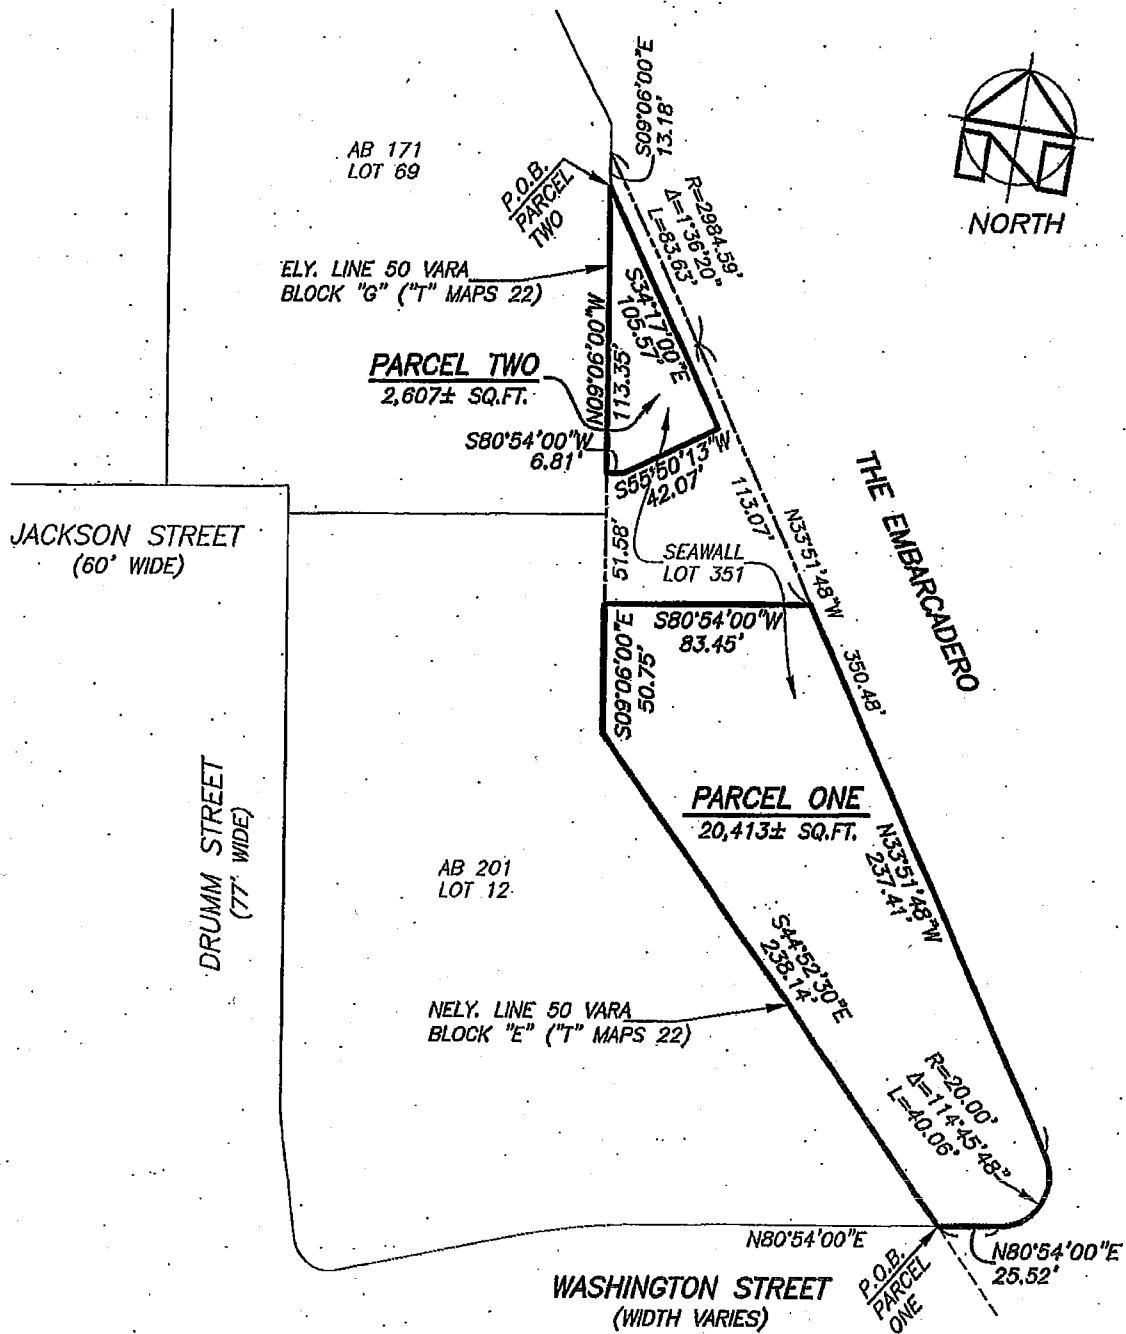 AB 171
LOT 69
P.O.B.
PARCEL
TWO
S09°06'00"E
13.18'
R=2984.59'
Δ=1°36'20"
L=83.63'
NORTH
ELY. LINE 50 VARA
BLOCK "G" ("T" MAPS 22)
N09°06'00"W
113.35'
S34°17'00"E
105.57'
PARCEL TWO
2,607± SQ.FT.
S80°54'00"W
6.81'
S55°50'13"W
42.07'
THE EMBARCADERO
JACKSON STREET
(60' WIDE)
51.58'
SEAWALL
LOT 351
113.07'
N33°51'48"W
350.48'
S80°54'00"W
83.45'
S09°06'00"E
50.75'
DRUMM STREET
(77' WIDE)
PARCEL ONE
20,413± SQ.FT.
N33°51'48"W
237.41'
AB 201
LOT 12
S44°52'30"E
238.14'
NELY. LINE 50 VARA
BLOCK "E" ("T" MAPS 22)
R=20.00'
Δ=114°45'48"
L=40.06'
N80°54'00"E
N80°54'00"E
25.52'
WASHINGTON STREET
(WIDTH VARIES)
P.O.B.
PARCEL
ONE